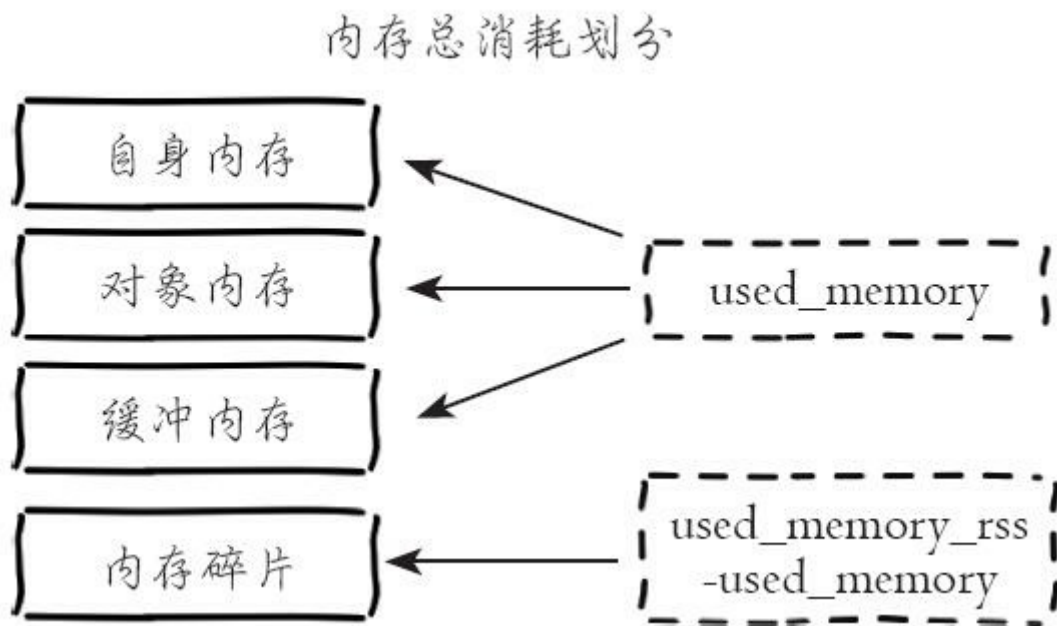 内存总消耗划分
自身内存
对象内存
used_memory
缓冲内存
内存碎片
used_memory_rss
-used_memory